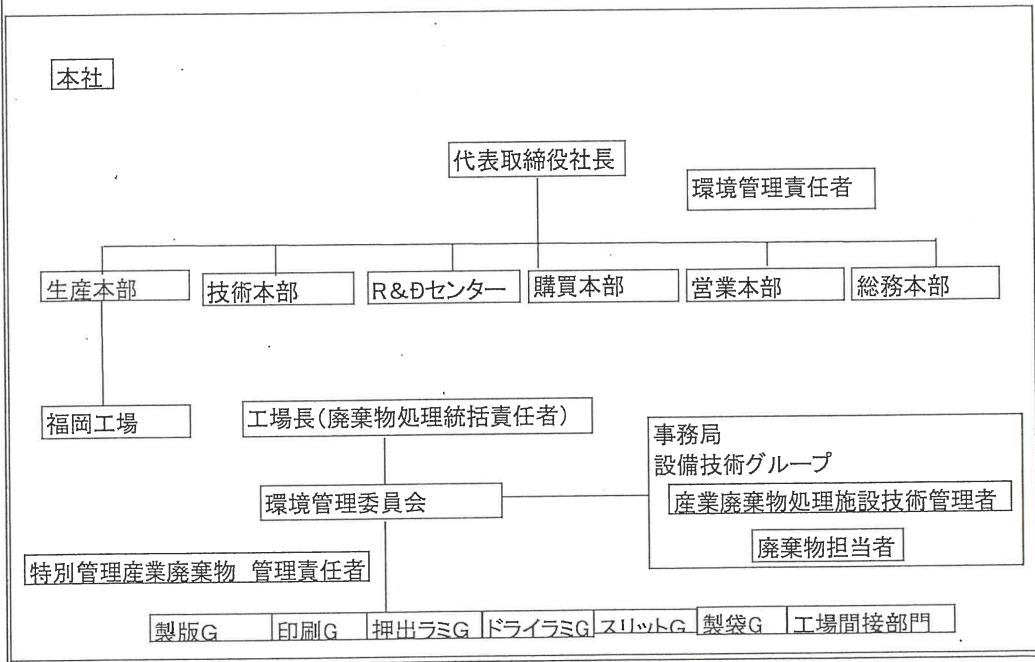 本社
代表取締役社長
環境管理責任者
生産本部 技術本部 R&Dセンター 購買本部 営業本部 総務本部
福岡工場
工場長(廃棄物処理統括責任者)
事務局
設備技術グループ
産業廃棄物処理施設技術管理者
廃棄物担当者
環境管理委員会
特別管理産業廃棄物 管理責任者
製版G 印刷G 押出ラミG ドライラミG スリットG 製袋G 工場間接部門